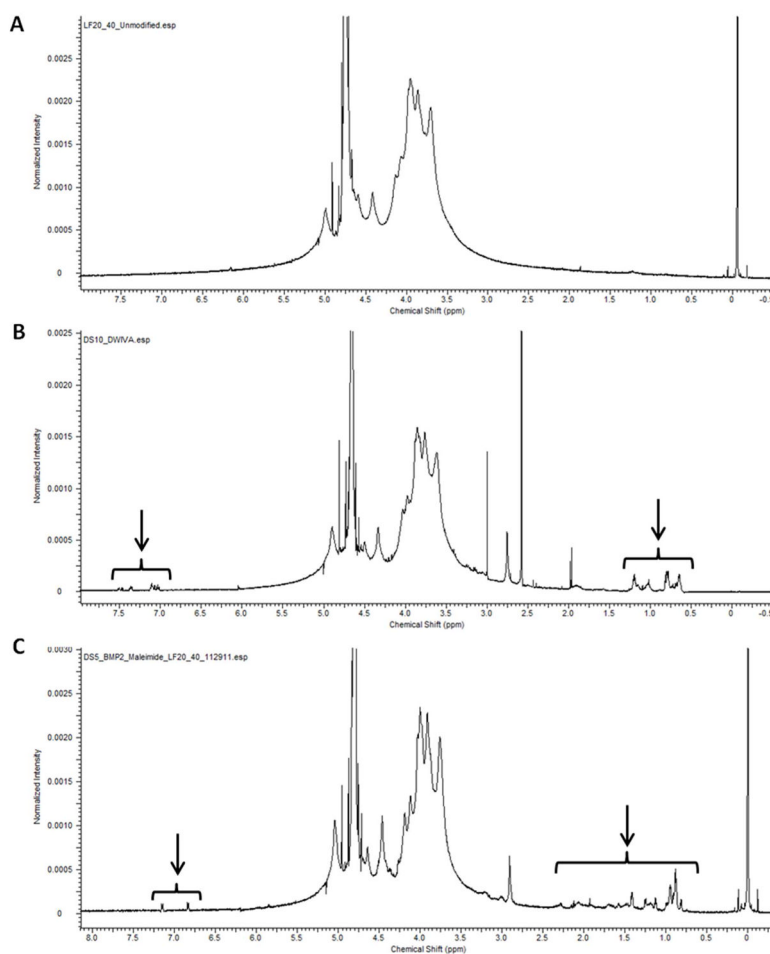 A
LF20_40_Unmodified.esp
Normalized Intensity
0.0025
0.0020
0.0015
0.0010
0.0005
0
7.5 7.0 6.5 6.0 5.5 5.0 4.5 4.0 3.5 3.0 2.5 2.0 1.5 1.0 0.5 0 -0.5
Chemical Shift (ppm)
B
DS10_DWIVA.esp
Normalized Intensity
0.0025
0.0020
0.0015
0.0010
0.0005
0
7.5 7.0 6.5 6.0 5.5 5.0 4.5 4.0 3.5 3.0 2.5 2.0 1.5 1.0 0.5 0 -0.5
Chemical Shift (ppm)
C
DS5_BMP2_Maleimide_LF20_40_112911.esp
Normalized Intensity
0.0030
0.0025
0.0020
0.0015
0.0010
0.0005
0
8.0 7.5 7.0 6.5 6.0 5.5 5.0 4.5 4.0 3.5 3.0 2.5 2.0 1.5 1.0 0.5 0
Chemical Shift (ppm)